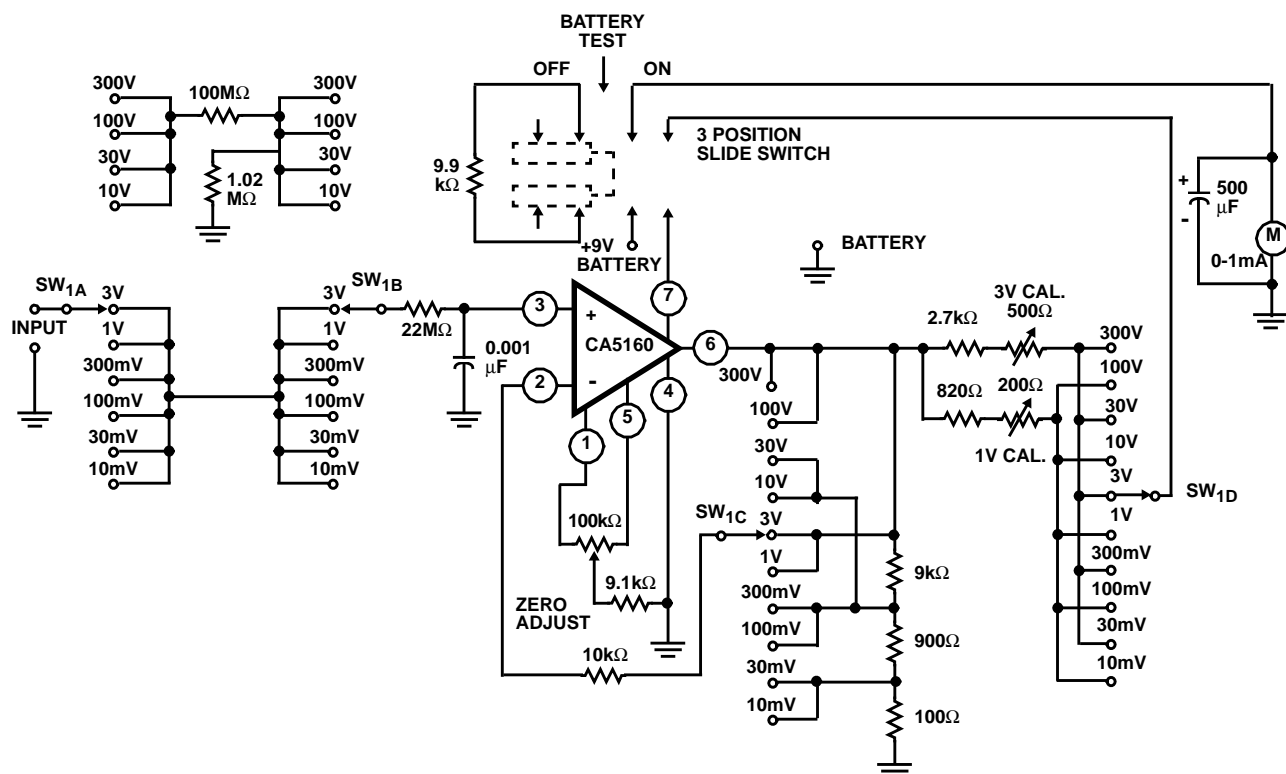 BATTERY
TEST
OFF
ON
3 POSITION
SLIDE SWITCH
300V
100V
30V
10V
100MΩ
1.02
MΩ
300V
100V
30V
10V
9.9
kΩ
+9V
BATTERY
BATTERY
+
-
500
µF
M
0-1mA
SW1A
INPUT
3V
1V
300mV
100mV
30mV
10mV
SW1B
3V
1V
300mV
100mV
30mV
10mV
22MΩ
0.001
µF
3
2
+
-
CA5160
7
6
4
5
1
100kΩ
9.1kΩ
ZERO
ADJUST
10kΩ
SW1C
300V
100V
30V
10V
3V
1V
300mV
100mV
30mV
10mV
9kΩ
900Ω
100Ω
2.7kΩ
3V CAL.
500Ω
820Ω
200Ω
1V CAL.
300V
100V
30V
10V
3V
1V
300mV
100mV
30mV
10mV
SW1D